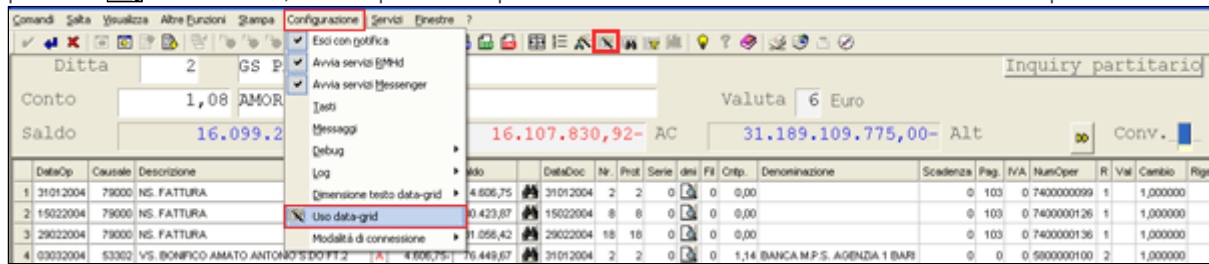 Comandi Salta Visualizza Altre Funzioni Stampa Configurazione Servizi Finestre ?
Esci con notifica
Avvia servizi BMHd
Avvia servizi Messenger
Testi
Messaggi
Debug
Log
Dimensione testo data-grid
Uso data-grid
Modalità di connessione
Ditta 2 GS P Inquiry partitario
Conto 1,08 AMOR Valuta 6 Euro
Saldo 16.099.2 16.107.830,92- AC 31.189.109.775,00- Alt Conv.
DataOp Causale Descrizione aldo DataDoc Nr. Prot Serie dmi Fil Cntp. Denominazione Scadenza Pag. IVA NumOper R Val Cambio Rig
1 31012004 79000 NS. FATTURA 4.606,75 31012004 2 2 0 0 0,00 0 103 0 7400000099 1 1,000000
2 15022004 79000 NS. FATTURA 0.423,87 15022004 8 8 0 0 0,00 0 103 0 7400000126 1 1,000000
3 29022004 79000 NS. FATTURA 1.056,42 29022004 18 18 0 0 0,00 0 103 0 7400000136 1 1,000000
4 03032004 53302 VS. BONIFICO AMATO ANTONIO S DO FT.2 A 4.606,75- 76.449,67 31012004 2 2 0 0 1,14 BANCA M.P.S. AGENZIA 1 BARI 0 0 0 5800000100 2 1,000000